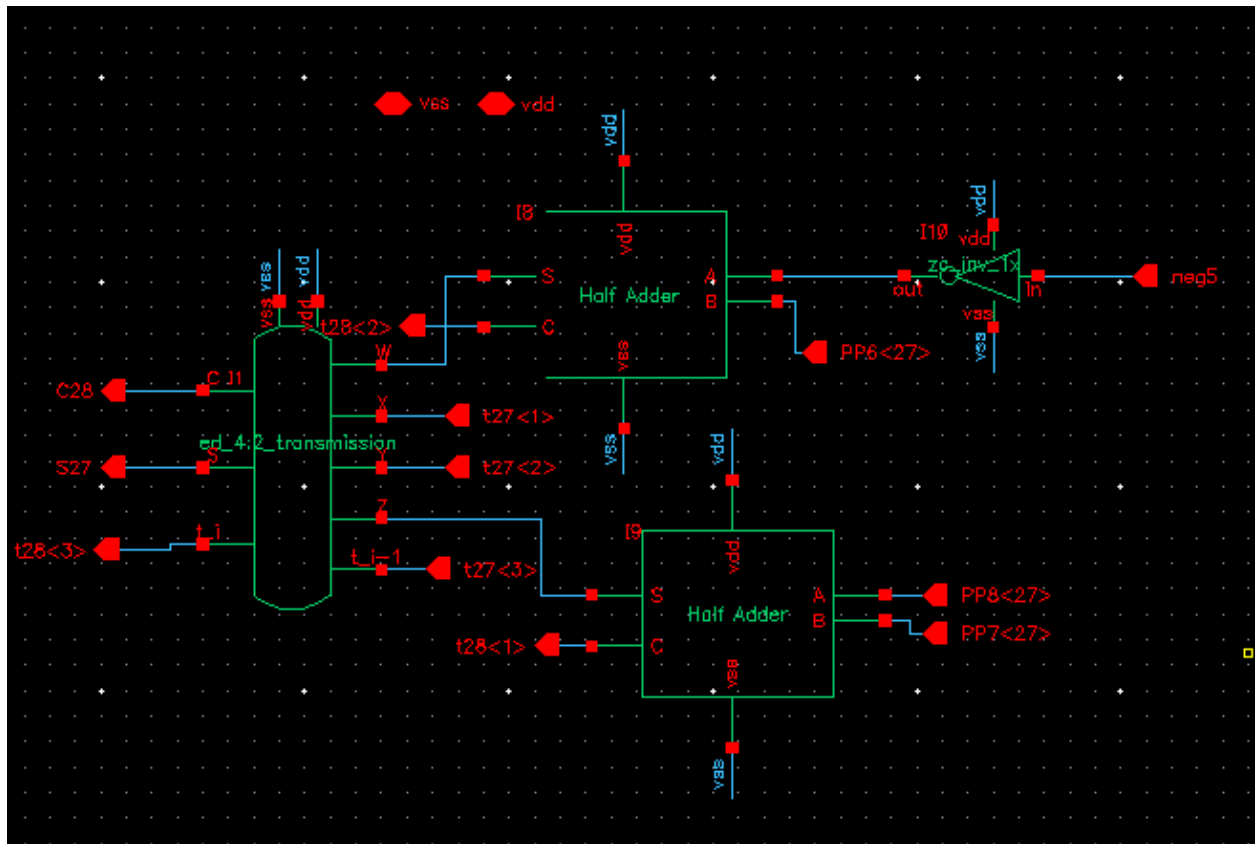 vss vdd
vdd
I8
vdd
S
Half Adder
A
B
C
vss
vss
I10
vdd
vdd
zc_inv_1x
out
in
vss
vss
neg5
PP6<27>
vss vdd
vss vdd
t28<2>
W
C
C28
X
t27<1>
ed_4:2_transmission
S
S27
Y
t27<2>
Z
t_i
t28<3>
t_i-1
t27<3>
vdd
I9
vdd
S
Half Adder
A
PP8<27>
B
PP7<27>
t28<1>
C
vss
vss